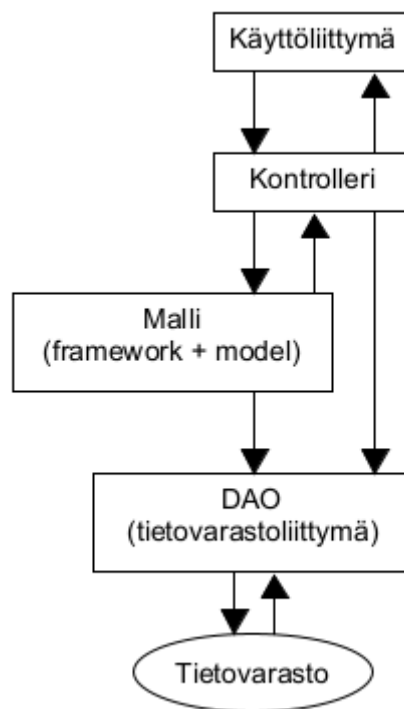 Käyttöliittymä
Kontrolleri
Malli
(framework + model)
DAO
(tietovarastoliittymä)
Tietovarasto